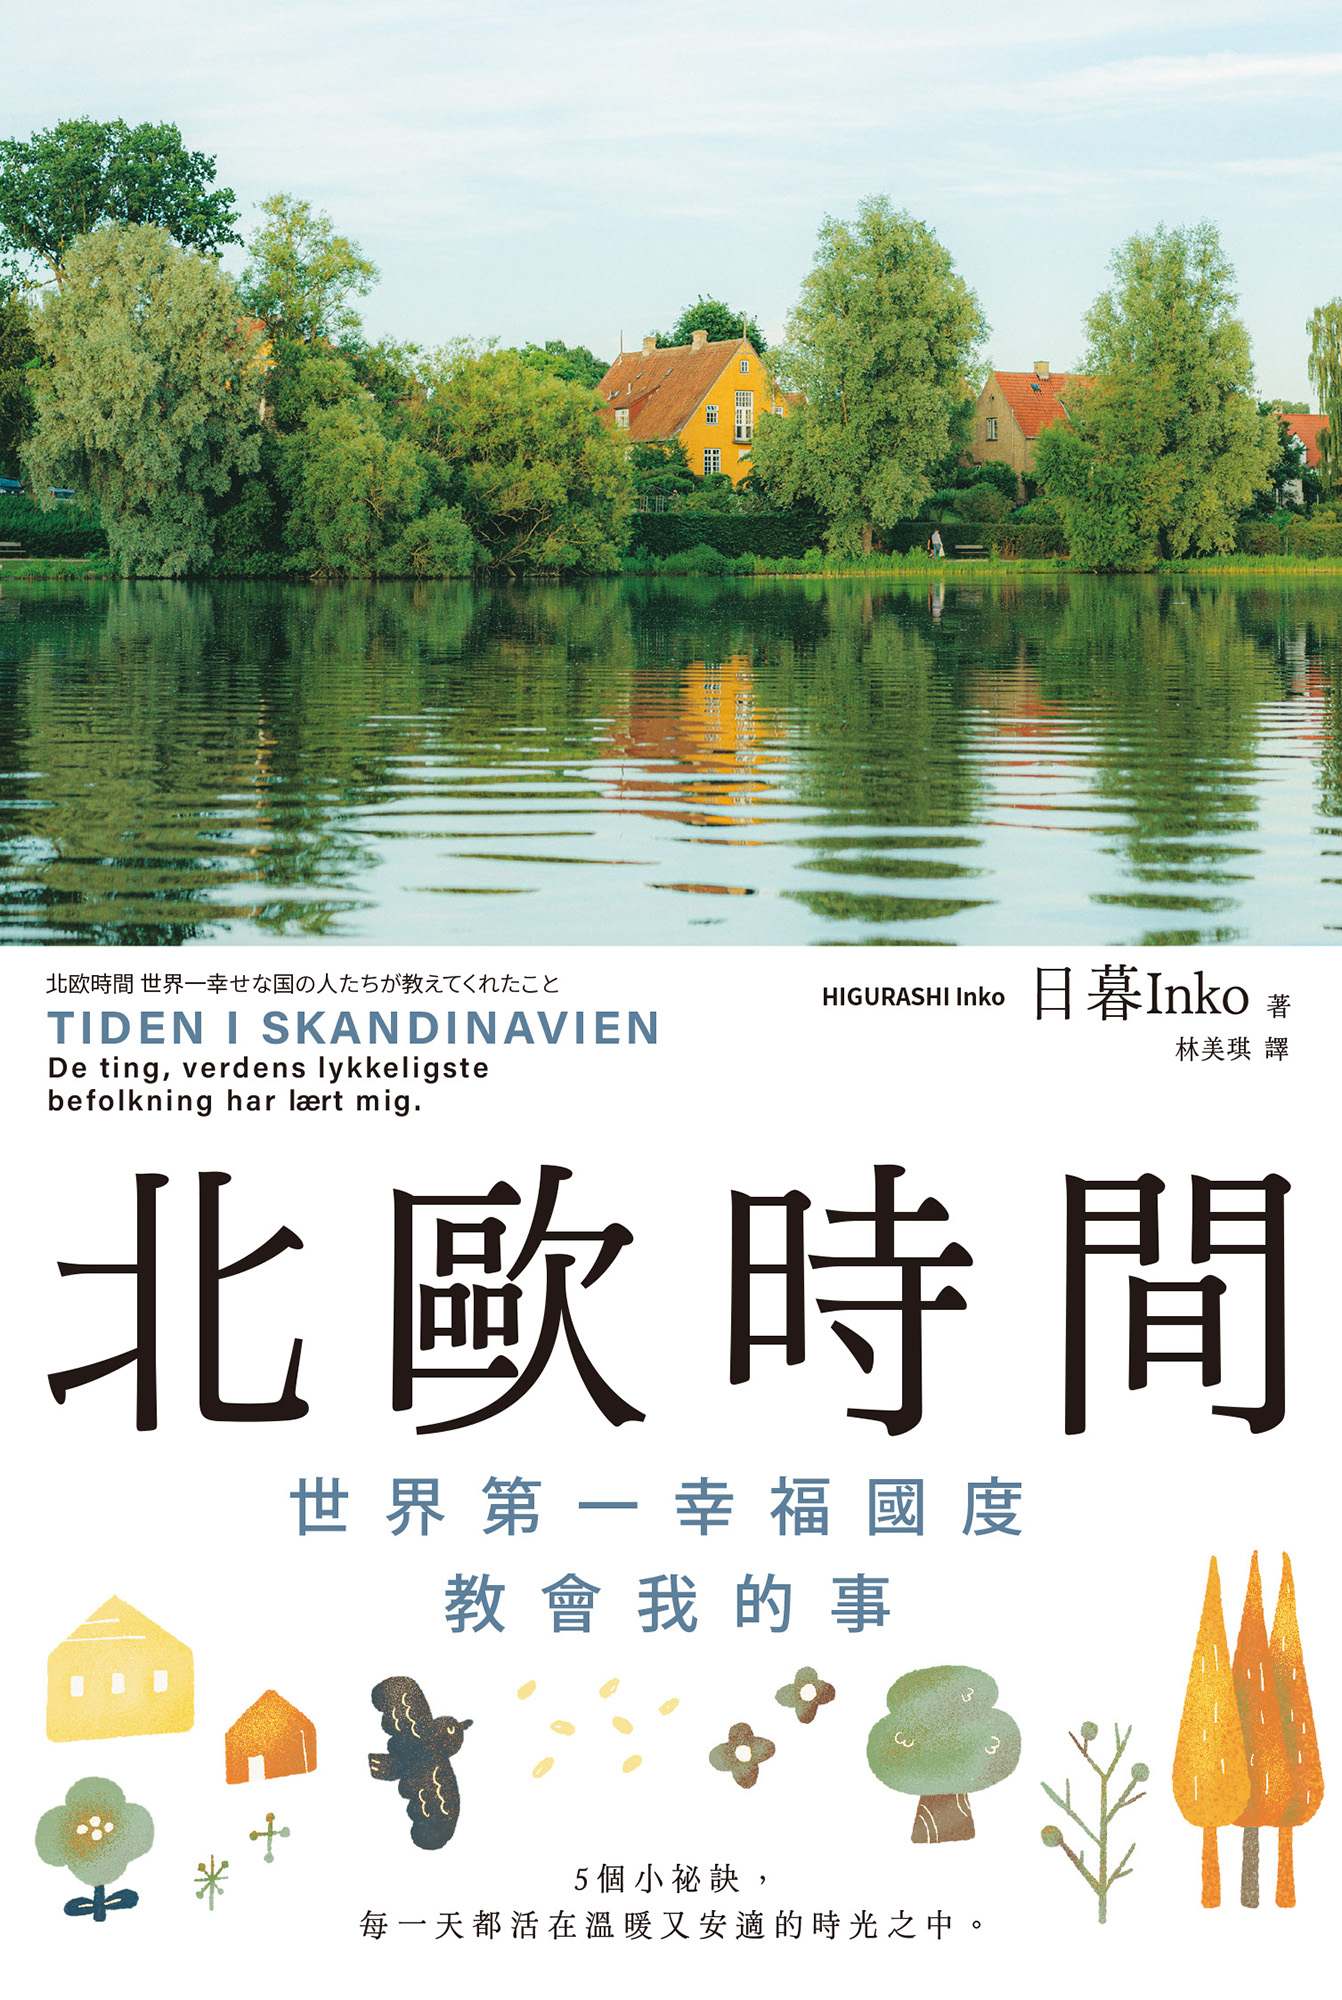 北欧時間 世界一幸せな国の人たちが教えてくれたこと
TIDEN I SKANDINAVIEN
De ting, verdens lykkeligste
befolkning har lært mig.
HIGURASHI Inko 日暮Inko 著
林美琪 譯
北歐時間
世界第一幸福國度
教會我的事
5個小祕訣，
每一天都活在溫暖又安適的時光之中。